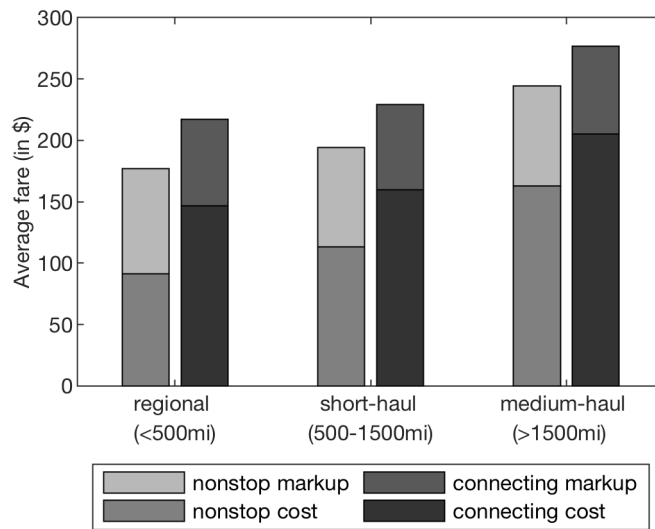 300
250
200
150
100
50
0
Average fare (in $)
regional short-haul medium-haul
(<500mi) (500-1500mi) (>1500mi)
nonstop markup connecting markup
nonstop cost connecting cost